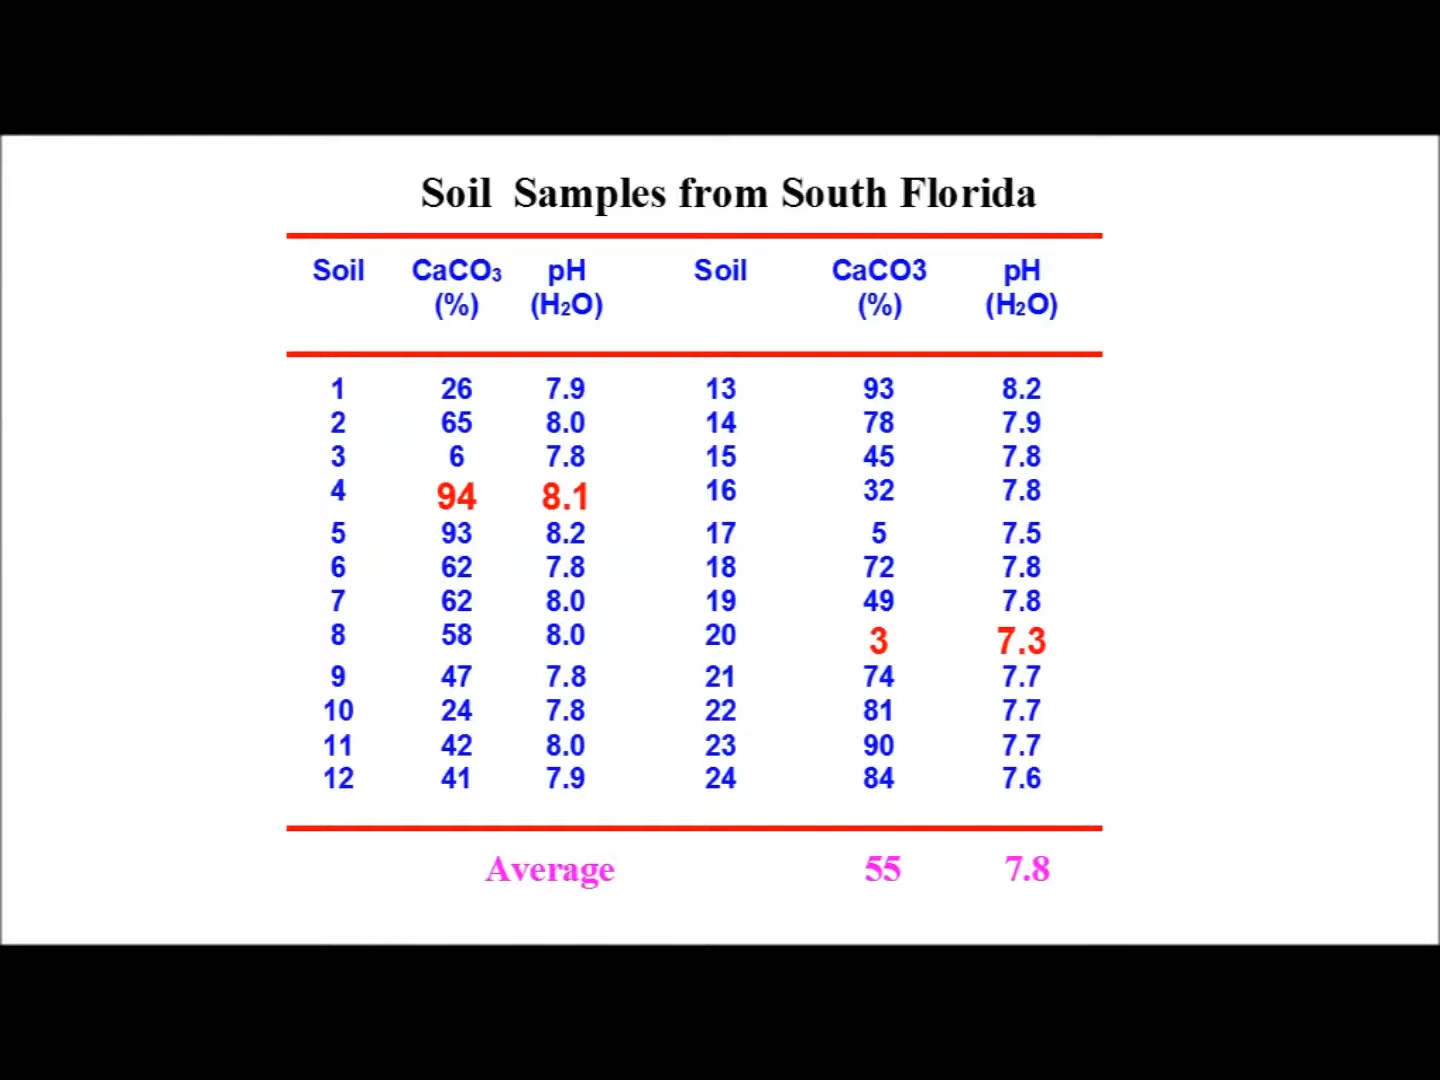 Soil Samples from South Florida
Soil CaCO₃ pH Soil CaCO3 pH
(%) (H₂O) (%) (H₂O)
1 26 7.9 13 93 8.2
2 65 8.0 14 78 7.9
3 6 7.8 15 45 7.8
4 94 8.1 16 32 7.8
5 93 8.2 17 5 7.5
6 62 7.8 18 72 7.8
7 62 8.0 19 49 7.8
8 58 8.0 20 3 7.3
9 47 7.8 21 74 7.7
10 24 7.8 22 81 7.7
11 42 8.0 23 90 7.7
12 41 7.9 24 84 7.6
Average 55 7.8